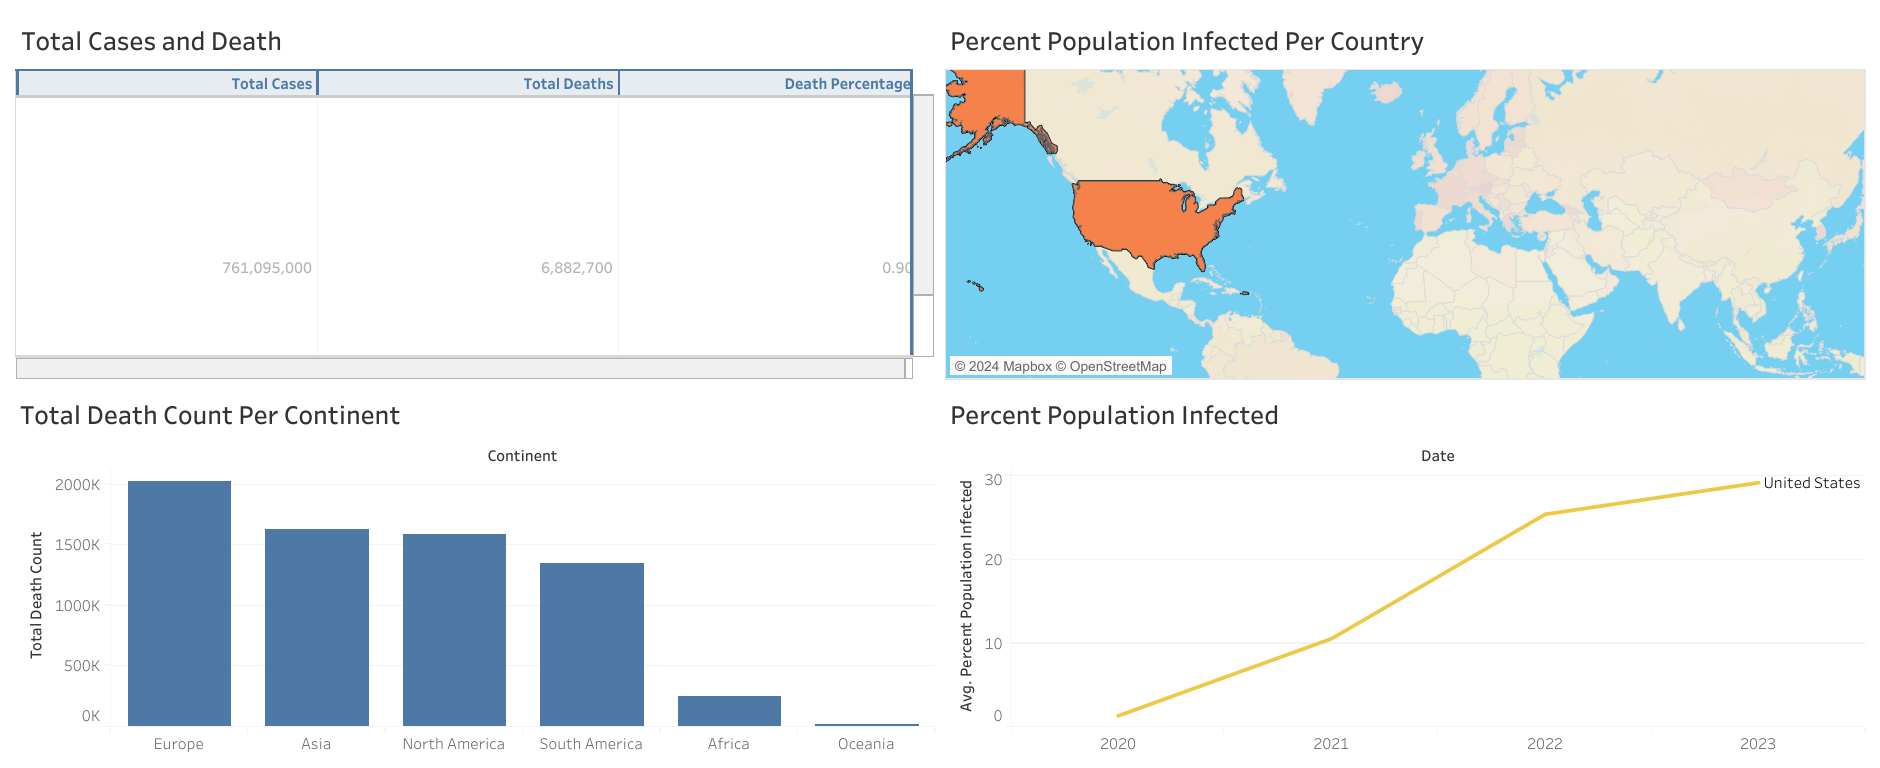 Total Cases and Death
Total Cases Total Deaths Death Percentage
761,095,000 6,882,700 0.90
Percent Population Infected Per Country
© 2024 Mapbox © OpenStreetMap
Total Death Count Per Continent
Continent
Total Death Count
2000K
1500K
1000K
500K
0K
Europe Asia North America South America Africa Oceania
Percent Population Infected
Date
Avg. Percent Population Infected
30
20
10
0
United States
2020 2021 2022 2023